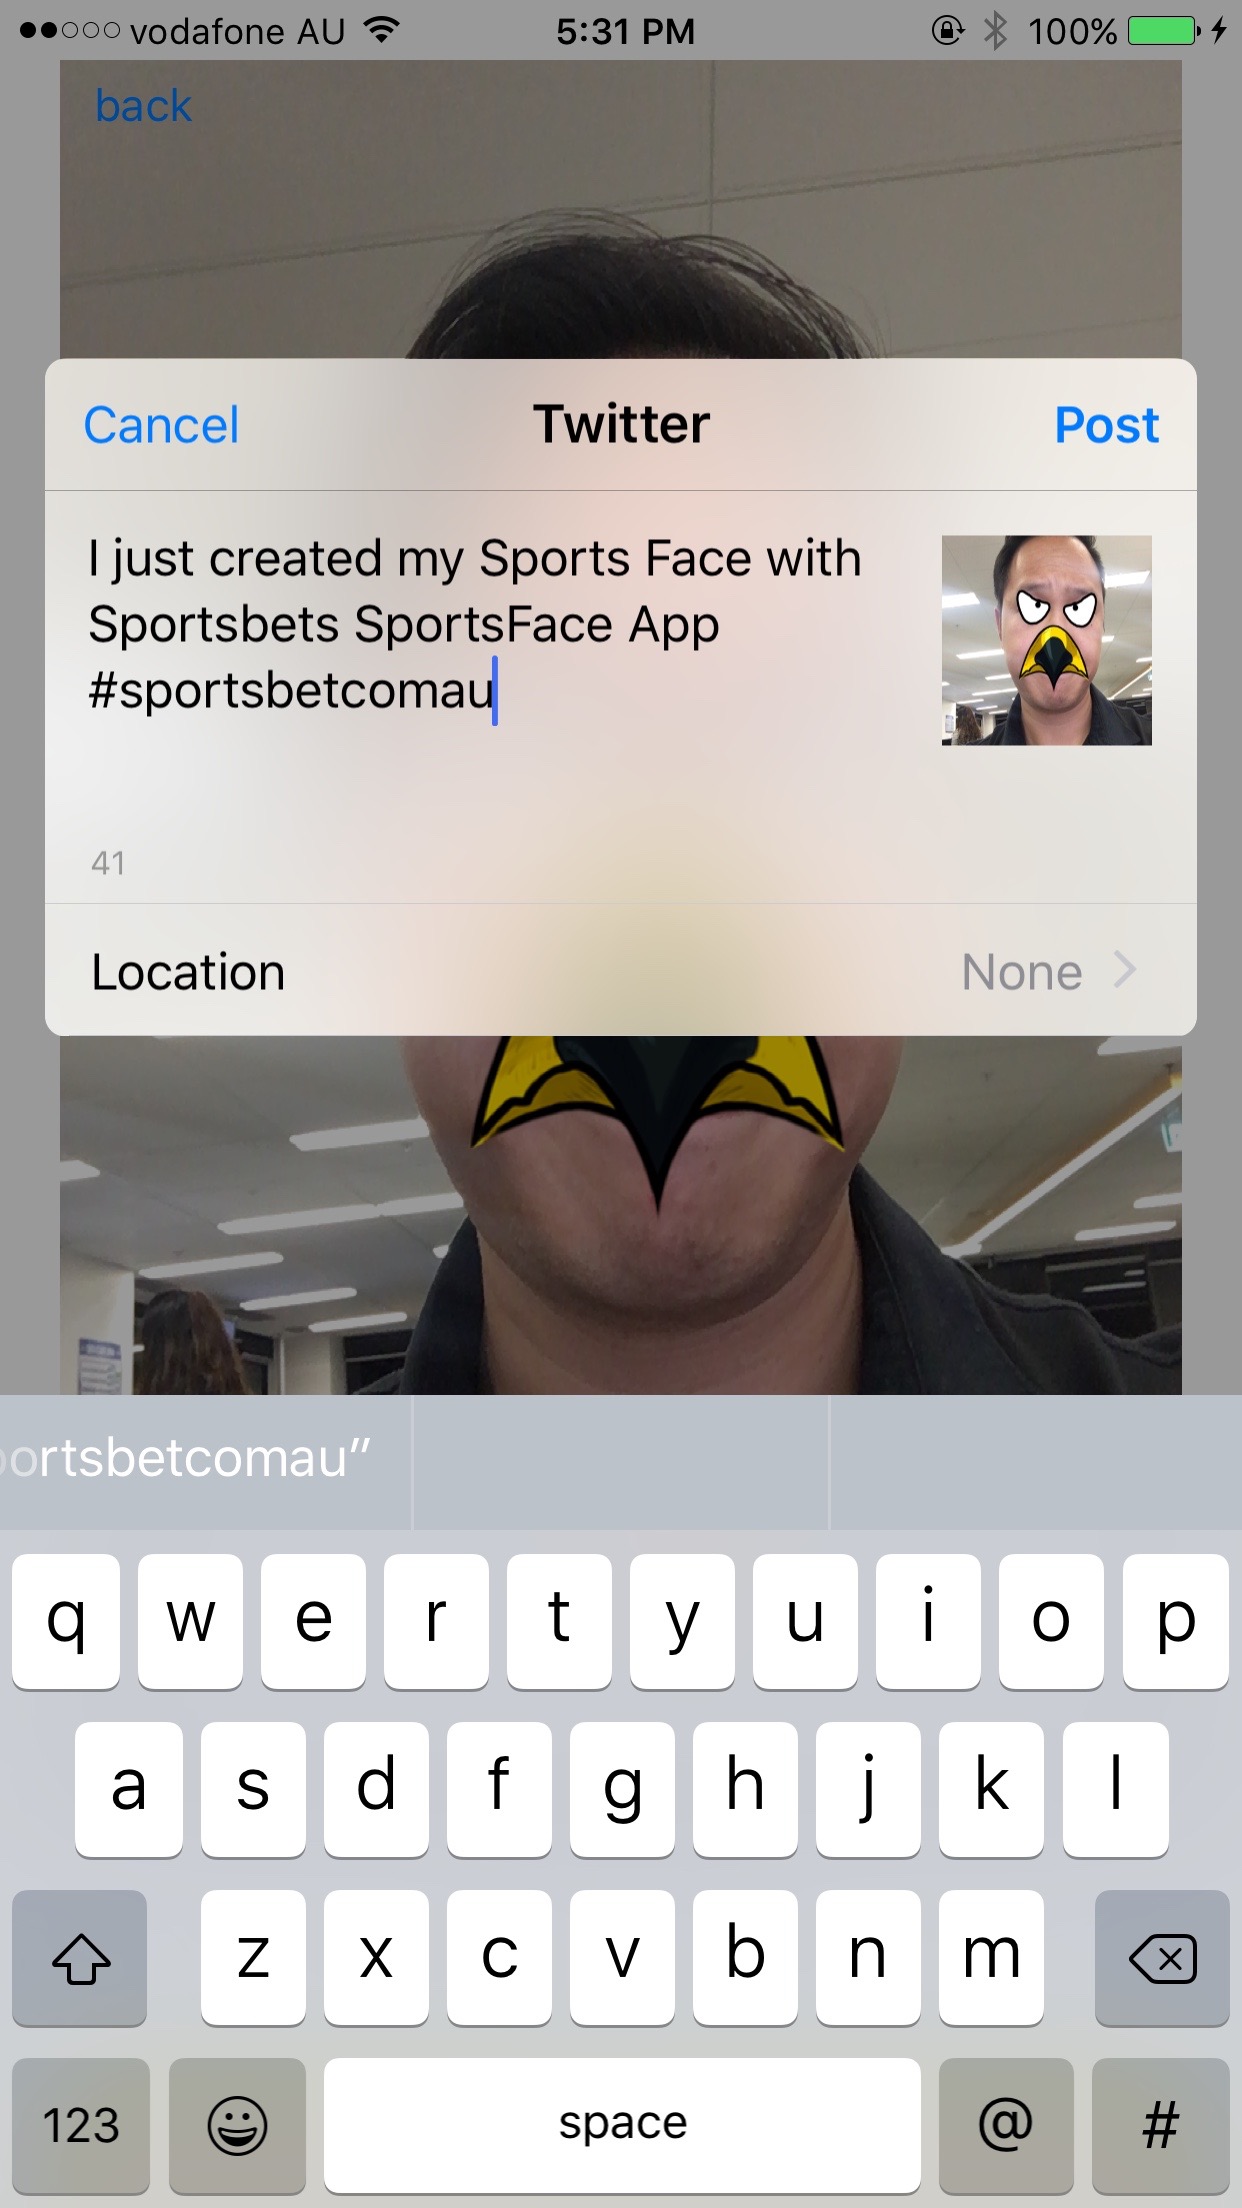 vodafone AU 5:31 PM 100%
back
Cancel Twitter Post
I just created my Sports Face with
Sportsbets SportsFace App
#sportsbetcomau
41
Location None
ortsbetcomau”
q w e r t y u i o p
a s d f g h j k l
z x c v b n m
123 space @ #